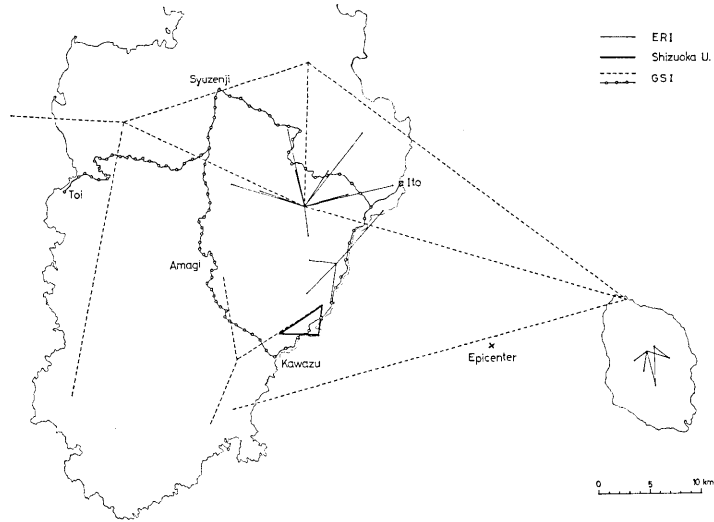 ERI
Shizuoka U.
GSI
Syuzenji
Toi
Ito
Amagi
Kawazu
Epicenter
0 5 10 km